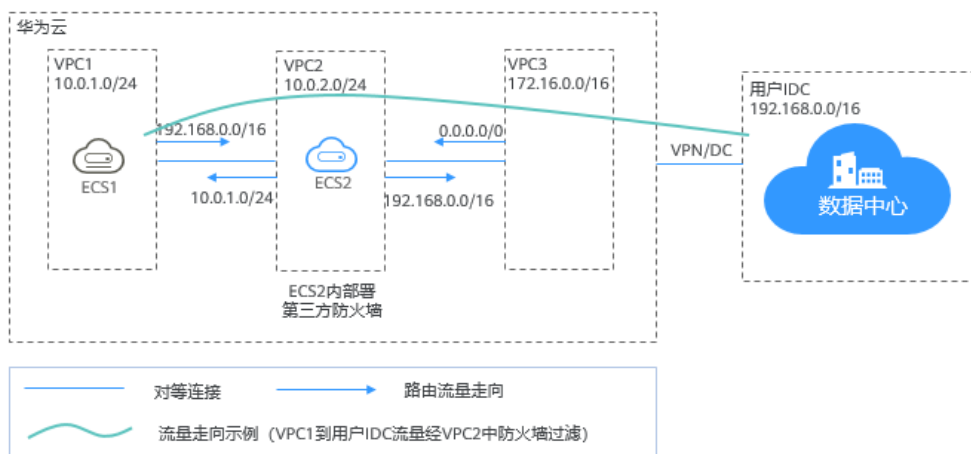 华为云
VPC1
10.0.1.0/24
VPC2
10.0.2.0/24
VPC3
172.16.0.0/16
用户IDC
192.168.0.0/16
192.168.0.0/16
0.0.0.0/0
VPN/DC
ECS1
ECS2
10.0.1.0/24
192.168.0.0/16
数据中心
ECS2内部署
第三方防火墙
对等连接
路由流量走向
流量走向示例（VPC1到用户IDC流量经VPC2中防火墙过滤）